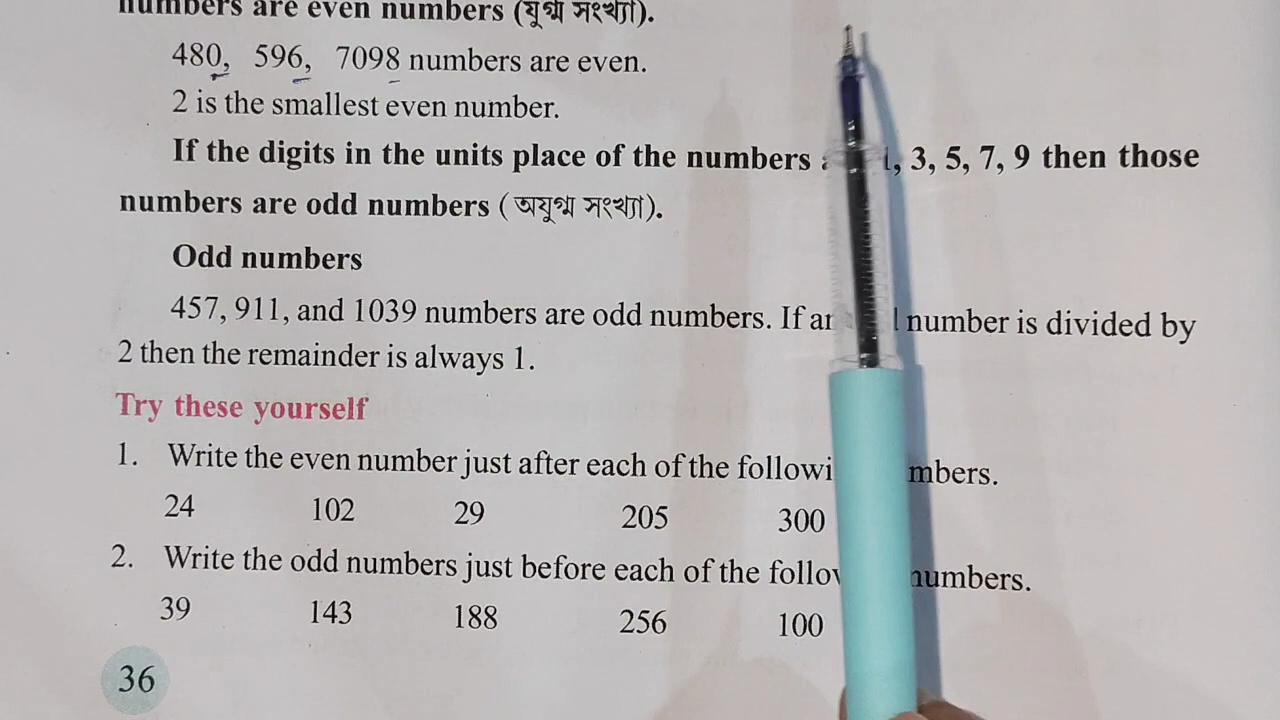 numbers are even numbers (যুগ্ম সংখ্যা).
480, 596, 7098 numbers are even.
2 is the smallest even number.
If the digits in the units place of the numbers 1, 3, 5, 7, 9 then those
numbers are odd numbers (অযুগ্ম সংখ্যা).
Odd numbers
457, 911, and 1039 numbers are odd numbers. If number is divided by
2 then the remainder is always 1.
Try these yourself
1. Write the even number just after each of the
24 102 29 205 300
2. Write the odd numbers just before each of the numbers.
39 143 188 256 100
36